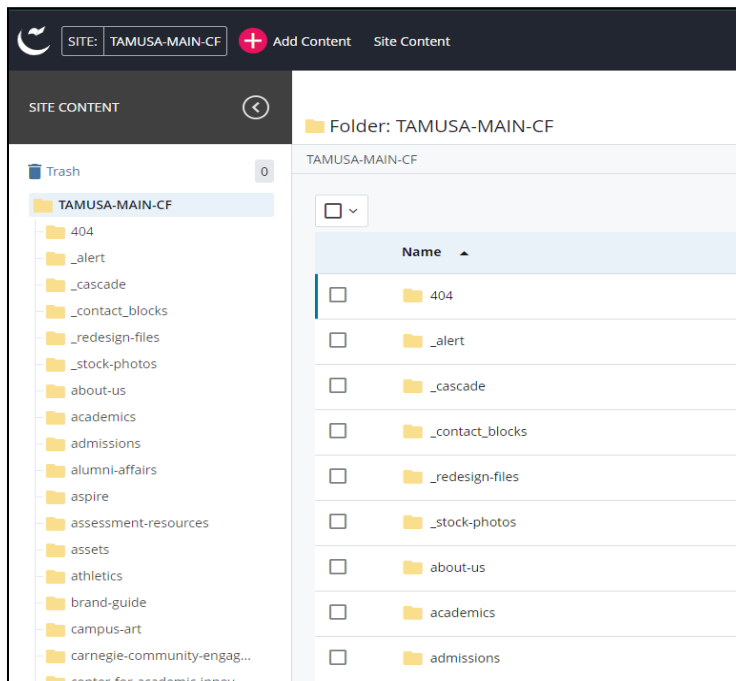 SITE: TAMUSA-MAIN-CF Add Content Site Content
SITE CONTENT
Trash 0
TAMUSA-MAIN-CF
404
_alert
_cascade
_contact_blocks
_redesign-files
_stock-photos
about-us
academics
admissions
alumni-affairs
aspire
assessment-resources
assets
athletics
brand-guide
campus-art
carnegie-community-engag...
Folder: TAMUSA-MAIN-CF
TAMUSA-MAIN-CF
Name
404
_alert
_cascade
_contact_blocks
_redesign-files
_stock-photos
about-us
academics
admissions